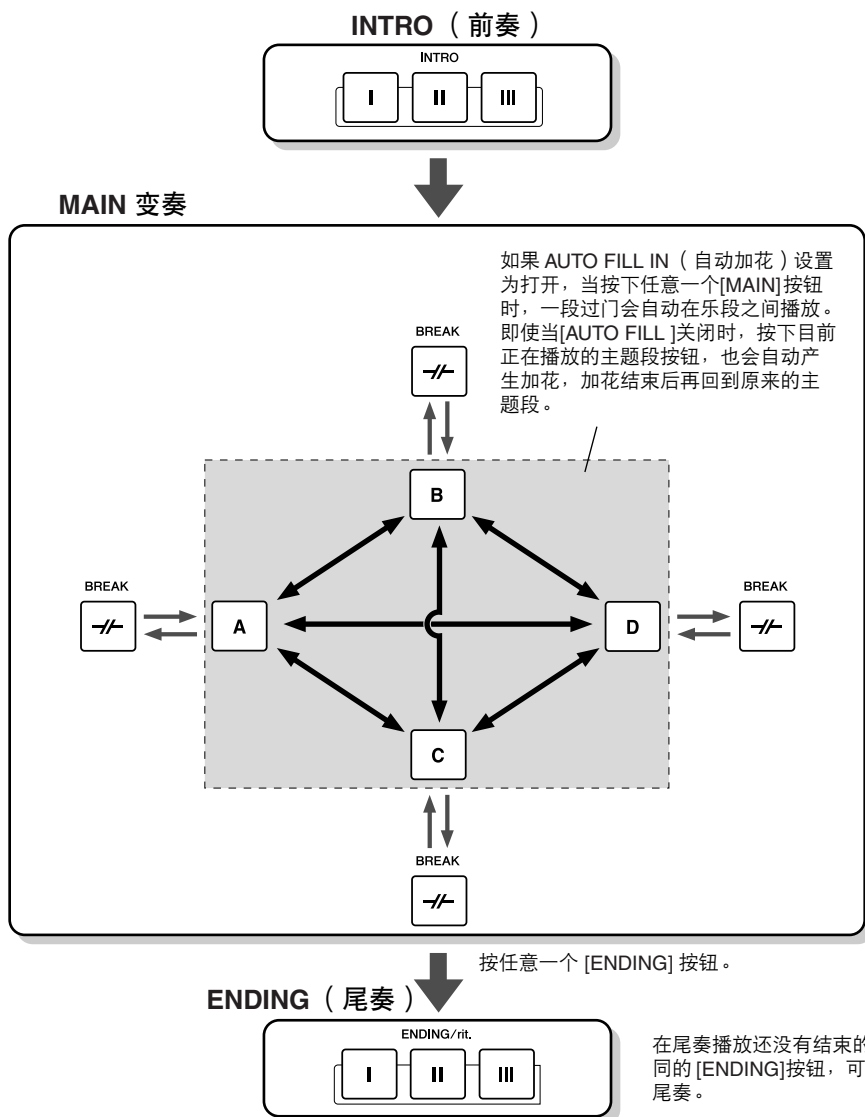 INTRO（前奏）
INTRO
I II III
MAIN 变奏
如果 AUTO FILL IN（自动加花）设置
为打开，当按下任意一个[MAIN]按钮
时，一段过门会自动在乐段之间播放。
即使当[AUTO FILL ]关闭时，按下目前
正在播放的主题段按钮，也会自动产
生加花，加花结束后再回到原来的主
题段。
BREAK
B
BREAK
A
D
BREAK
C
BREAK
按任意一个 [ENDING] 按钮。
ENDING（尾奏）
ENDING/rit.
I II III
在尾奏播放还没有结束的
同的 [ENDING]按钮，可
尾奏。